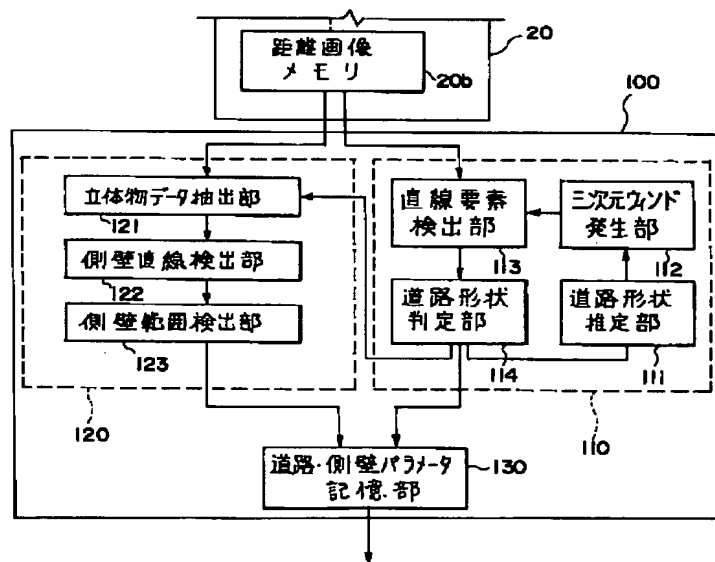 20
距離画像
メモリ
20b
100
立体物データ抽出部
121
側壁直線検出部
122
側壁範囲検出部
123
120
直線要素
検出部
113
三次元ウィンド
発生部
112
道路形状
判定部
114
道路形状
推定部
111
110
道路・側壁パラメータ
記憶部
130